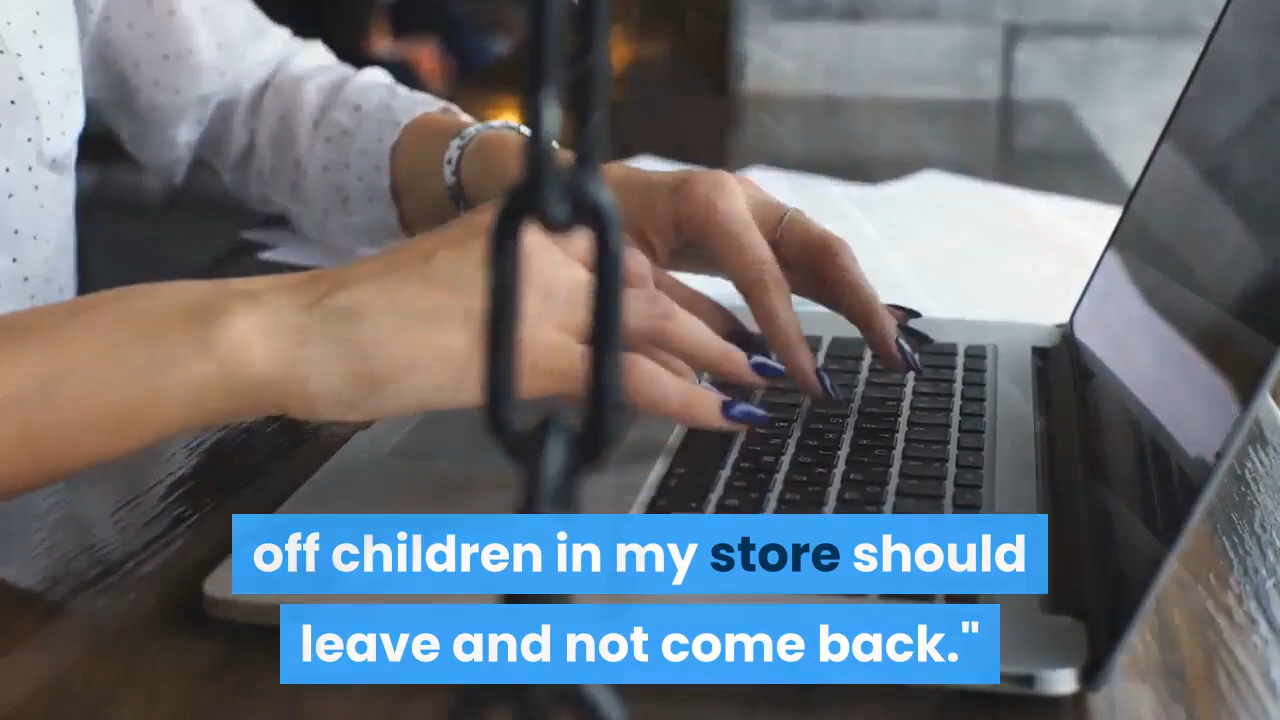 off children in my store should
leave and not come back."